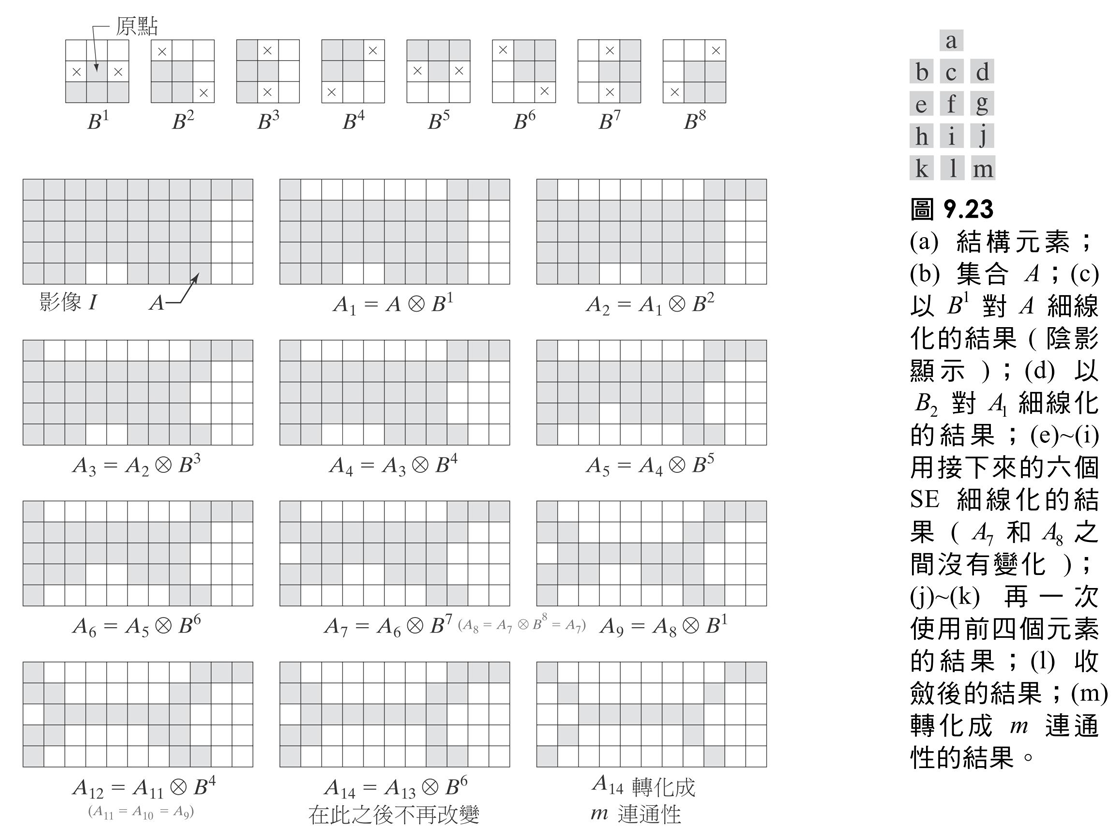 原點
× × × × × × × × × × × × × × × ×
B¹ B² B³ B⁴ B⁵ B⁶ B⁷ B⁸
影像 I A
A₁ = A ⊗ B¹
A₂ = A₁ ⊗ B²
A₃ = A₂ ⊗ B³
A₄ = A₃ ⊗ B⁴
A₅ = A₄ ⊗ B⁵
A₆ = A₅ ⊗ B⁶
A₇ = A₆ ⊗ B⁷ (A₈ = A₇ ⊗ B⁸ = A₇)
A₉ = A₈ ⊗ B¹
A₁₂ = A₁₁ ⊗ B⁴
(A₁₁ = A₁₀ = A₉)
A₁₄ = A₁₃ ⊗ B⁶
在此之後不再改變
A₁₄ 轉化成
m 連通性
a
b c d
e f g
h i j
k l m
圖 9.23
(a) 結構元素；
(b) 集合 A；(c)
以 B¹ 對 A 細線
化的結果 ( 陰影
顯示 )；(d) 以
B₂ 對 A₁ 細線化
的結果；(e)~(i)
用接下來的六個
SE 細線化的結
果 ( A₇ 和 A₈ 之
間沒有變化 )；
(j)~(k) 再一次
使用前四個元素
的結果；(l) 收
斂後的結果；(m)
轉化成 m 連通
性的結果。